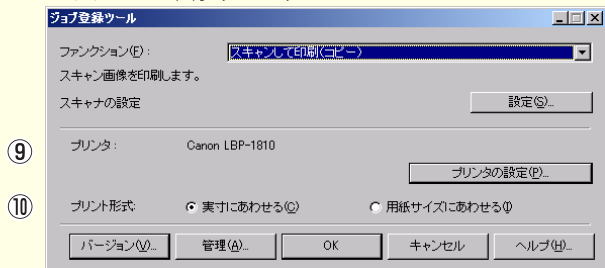 ジョブ登録ツール
ファンクション(F): スキャンして印刷(コピー)
スキャン画像を印刷します。
スキャナの設定 設定(S)...
⑨ プリンタ: Canon LBP-1810
プリンタの設定(P)...
⑩ プリント形式: 実寸にあわせる(C) 用紙サイズにあわせる(I)
バージョン(V)... 管理(A)... OK キャンセル ヘルプ(H)...